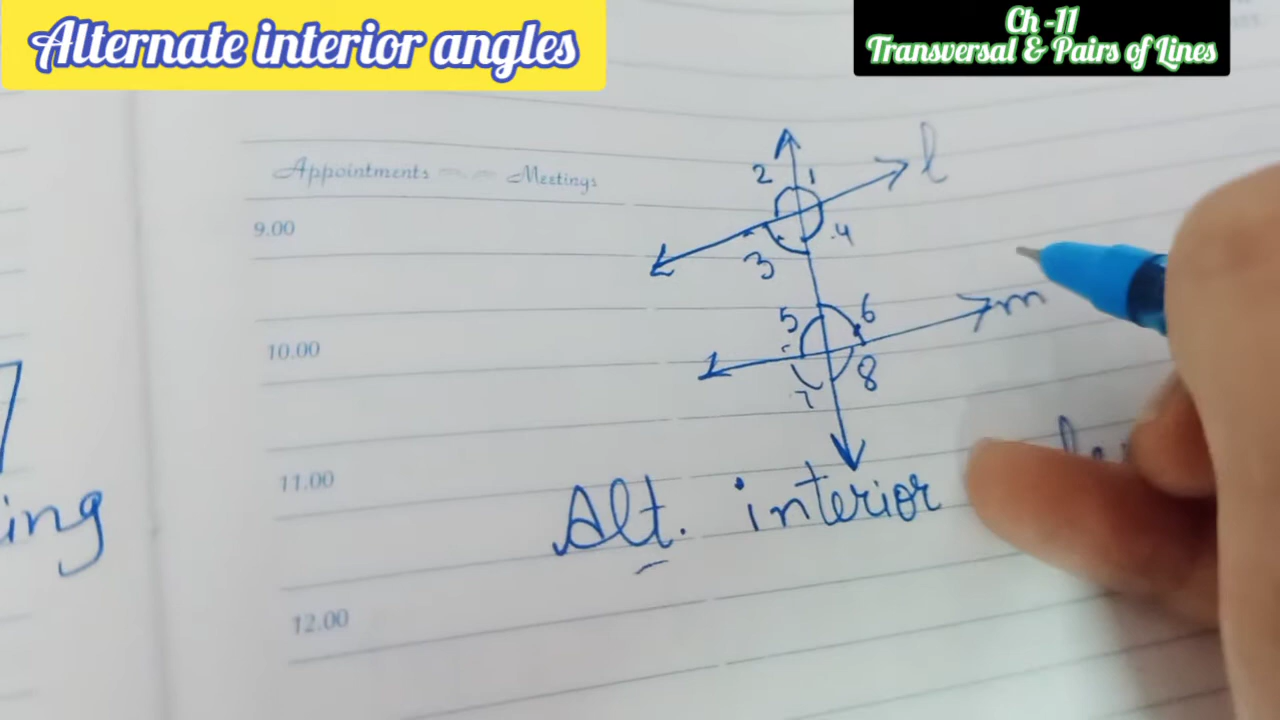 Alternate interior angles
Ch -11
Transversal & Pairs of Lines
Appointments
Meetings
9.00
10.00
11.00
12.00
2 1
l
4
3
5 6
m
7 8
Alt. interior
ing